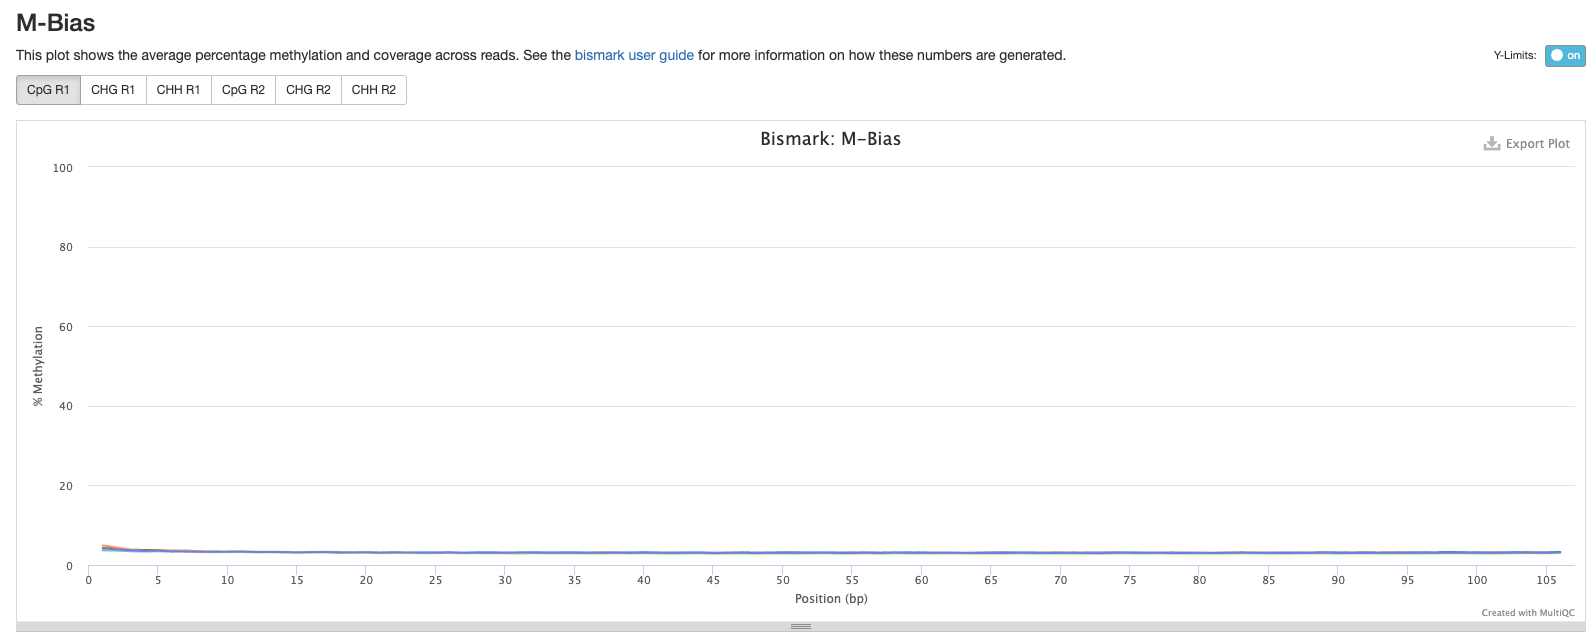 M-Bias
This plot shows the average percentage methylation and coverage across reads. See the bismark user guide for more information on how these numbers are generated.
Y-Limits: on
CpG R1 CHG R1 CHH R1 CpG R2 CHG R2 CHH R2
Bismark: M-Bias
Export Plot
100
80
60
40
20
0
% Methylation
0 5 10 15 20 25 30 35 40 45 50 55 60 65 70 75 80 85 90 95 100 105
Position (bp)
Created with MultiQC